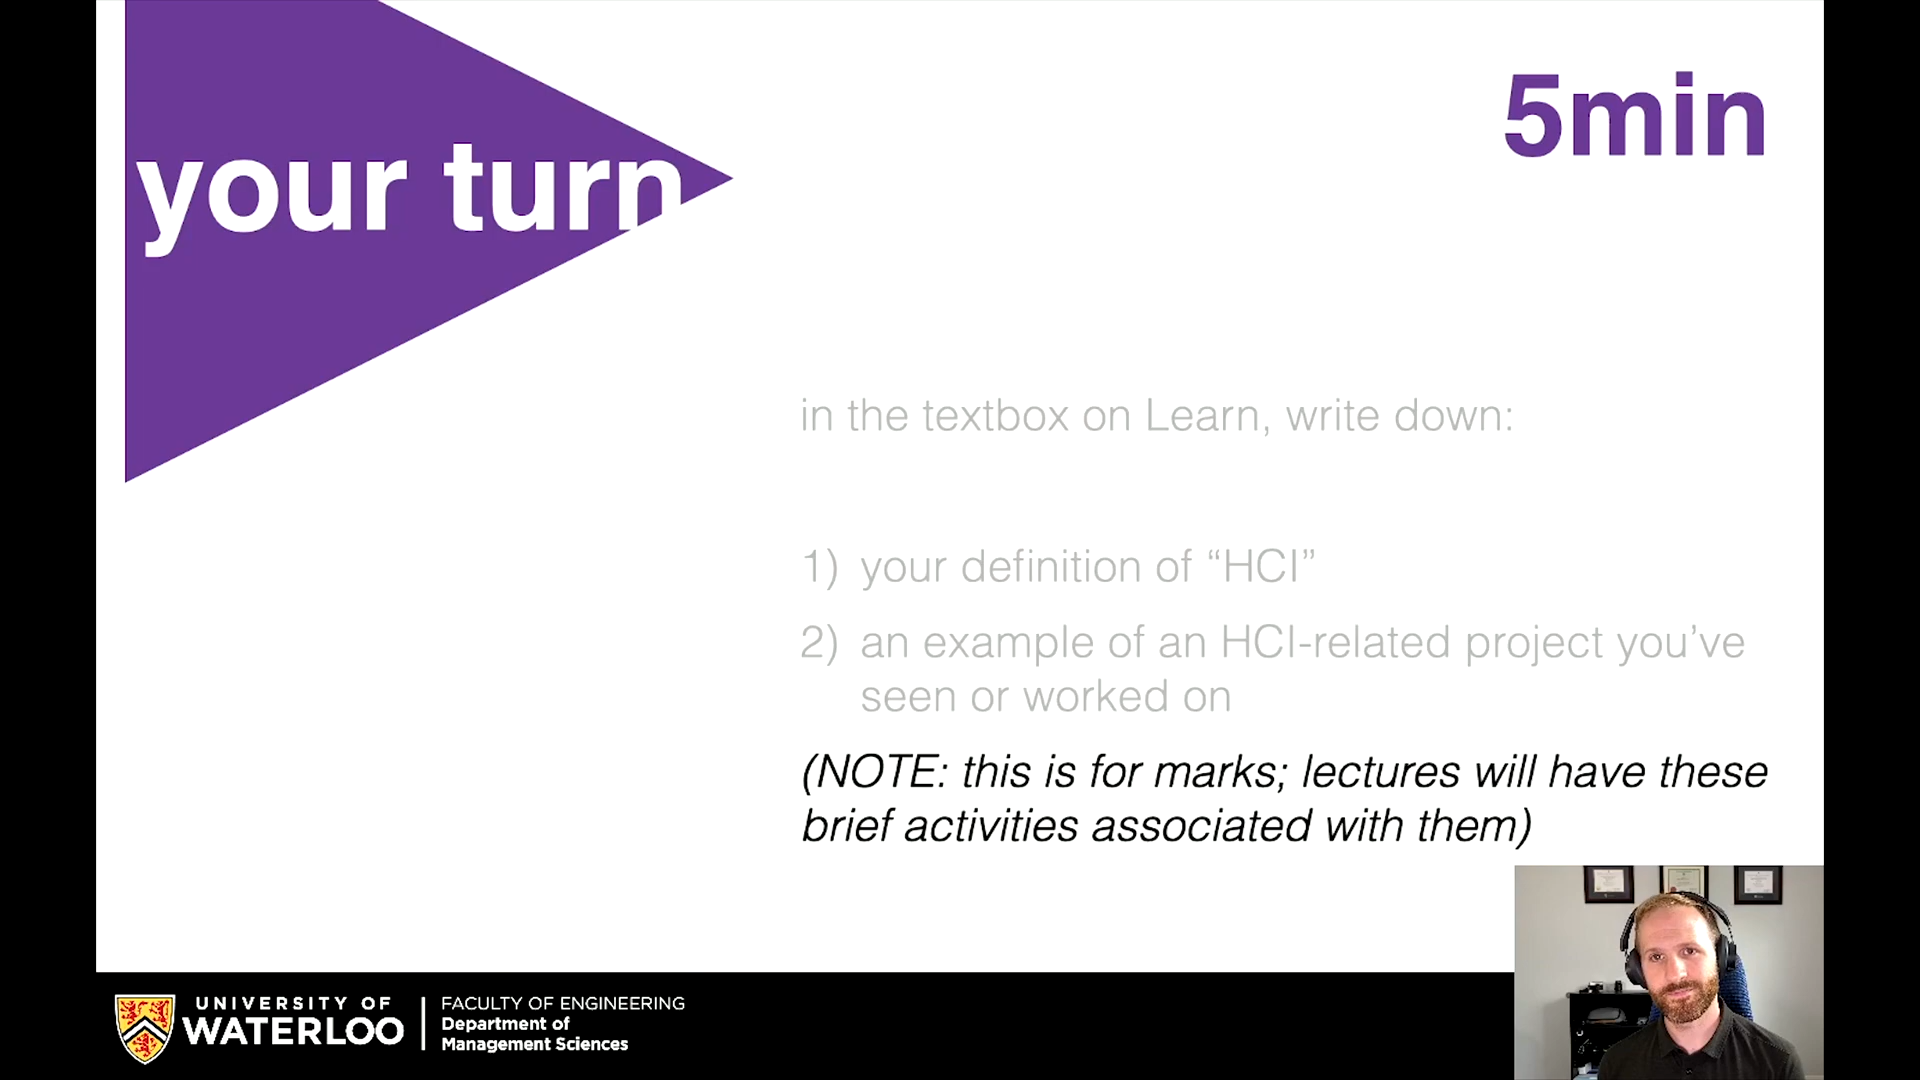 your turn
5min
in the textbox on Learn, write down:
1) your definition of “HCI”
2) an example of an HCI-related project you’ve
seen or worked on
(NOTE: this is for marks; lectures will have these
brief activities associated with them)
UNIVERSITY OF
WATERLOO
FACULTY OF ENGINEERING
Department of
Management Sciences